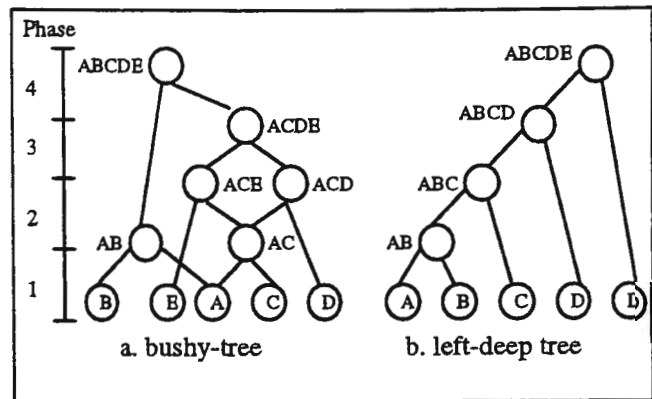 Phase
ABCDE
ABCDE
4
ABCD
ACDE
3
ACE
ACD
ABC
2
AB
AC
AB
1
B
E
A
C
D
A
B
C
D
a. bushy-tree
b. left-deep tree